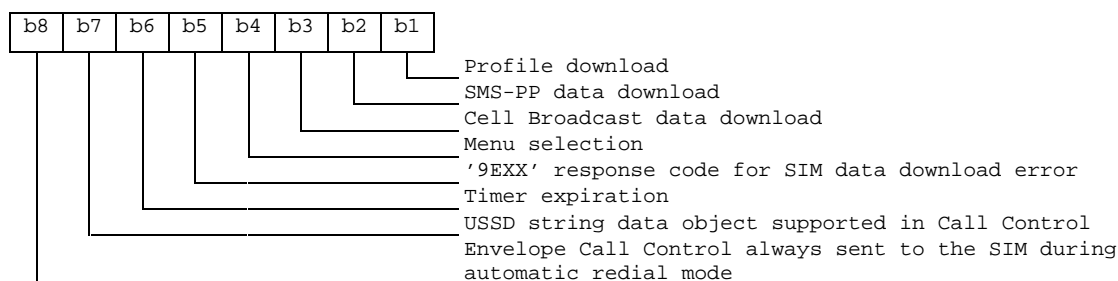 b8 b7 b6 b5 b4 b3 b2 b1
Profile download
SMS-PP data download
Cell Broadcast data download
Menu selection
'9EXX' response code for SIM data download error
Timer expiration
USSD string data object supported in Call Control
Envelope Call Control always sent to the SIM during
automatic redial mode